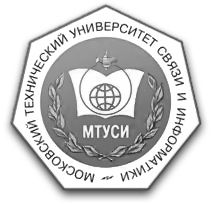 МОСКОВСКИЙ ТЕХНИЧЕСКИЙ УНИВЕРСИТЕТ СВЯЗИ И ИНФОРМАТИКИ
МТУСИ